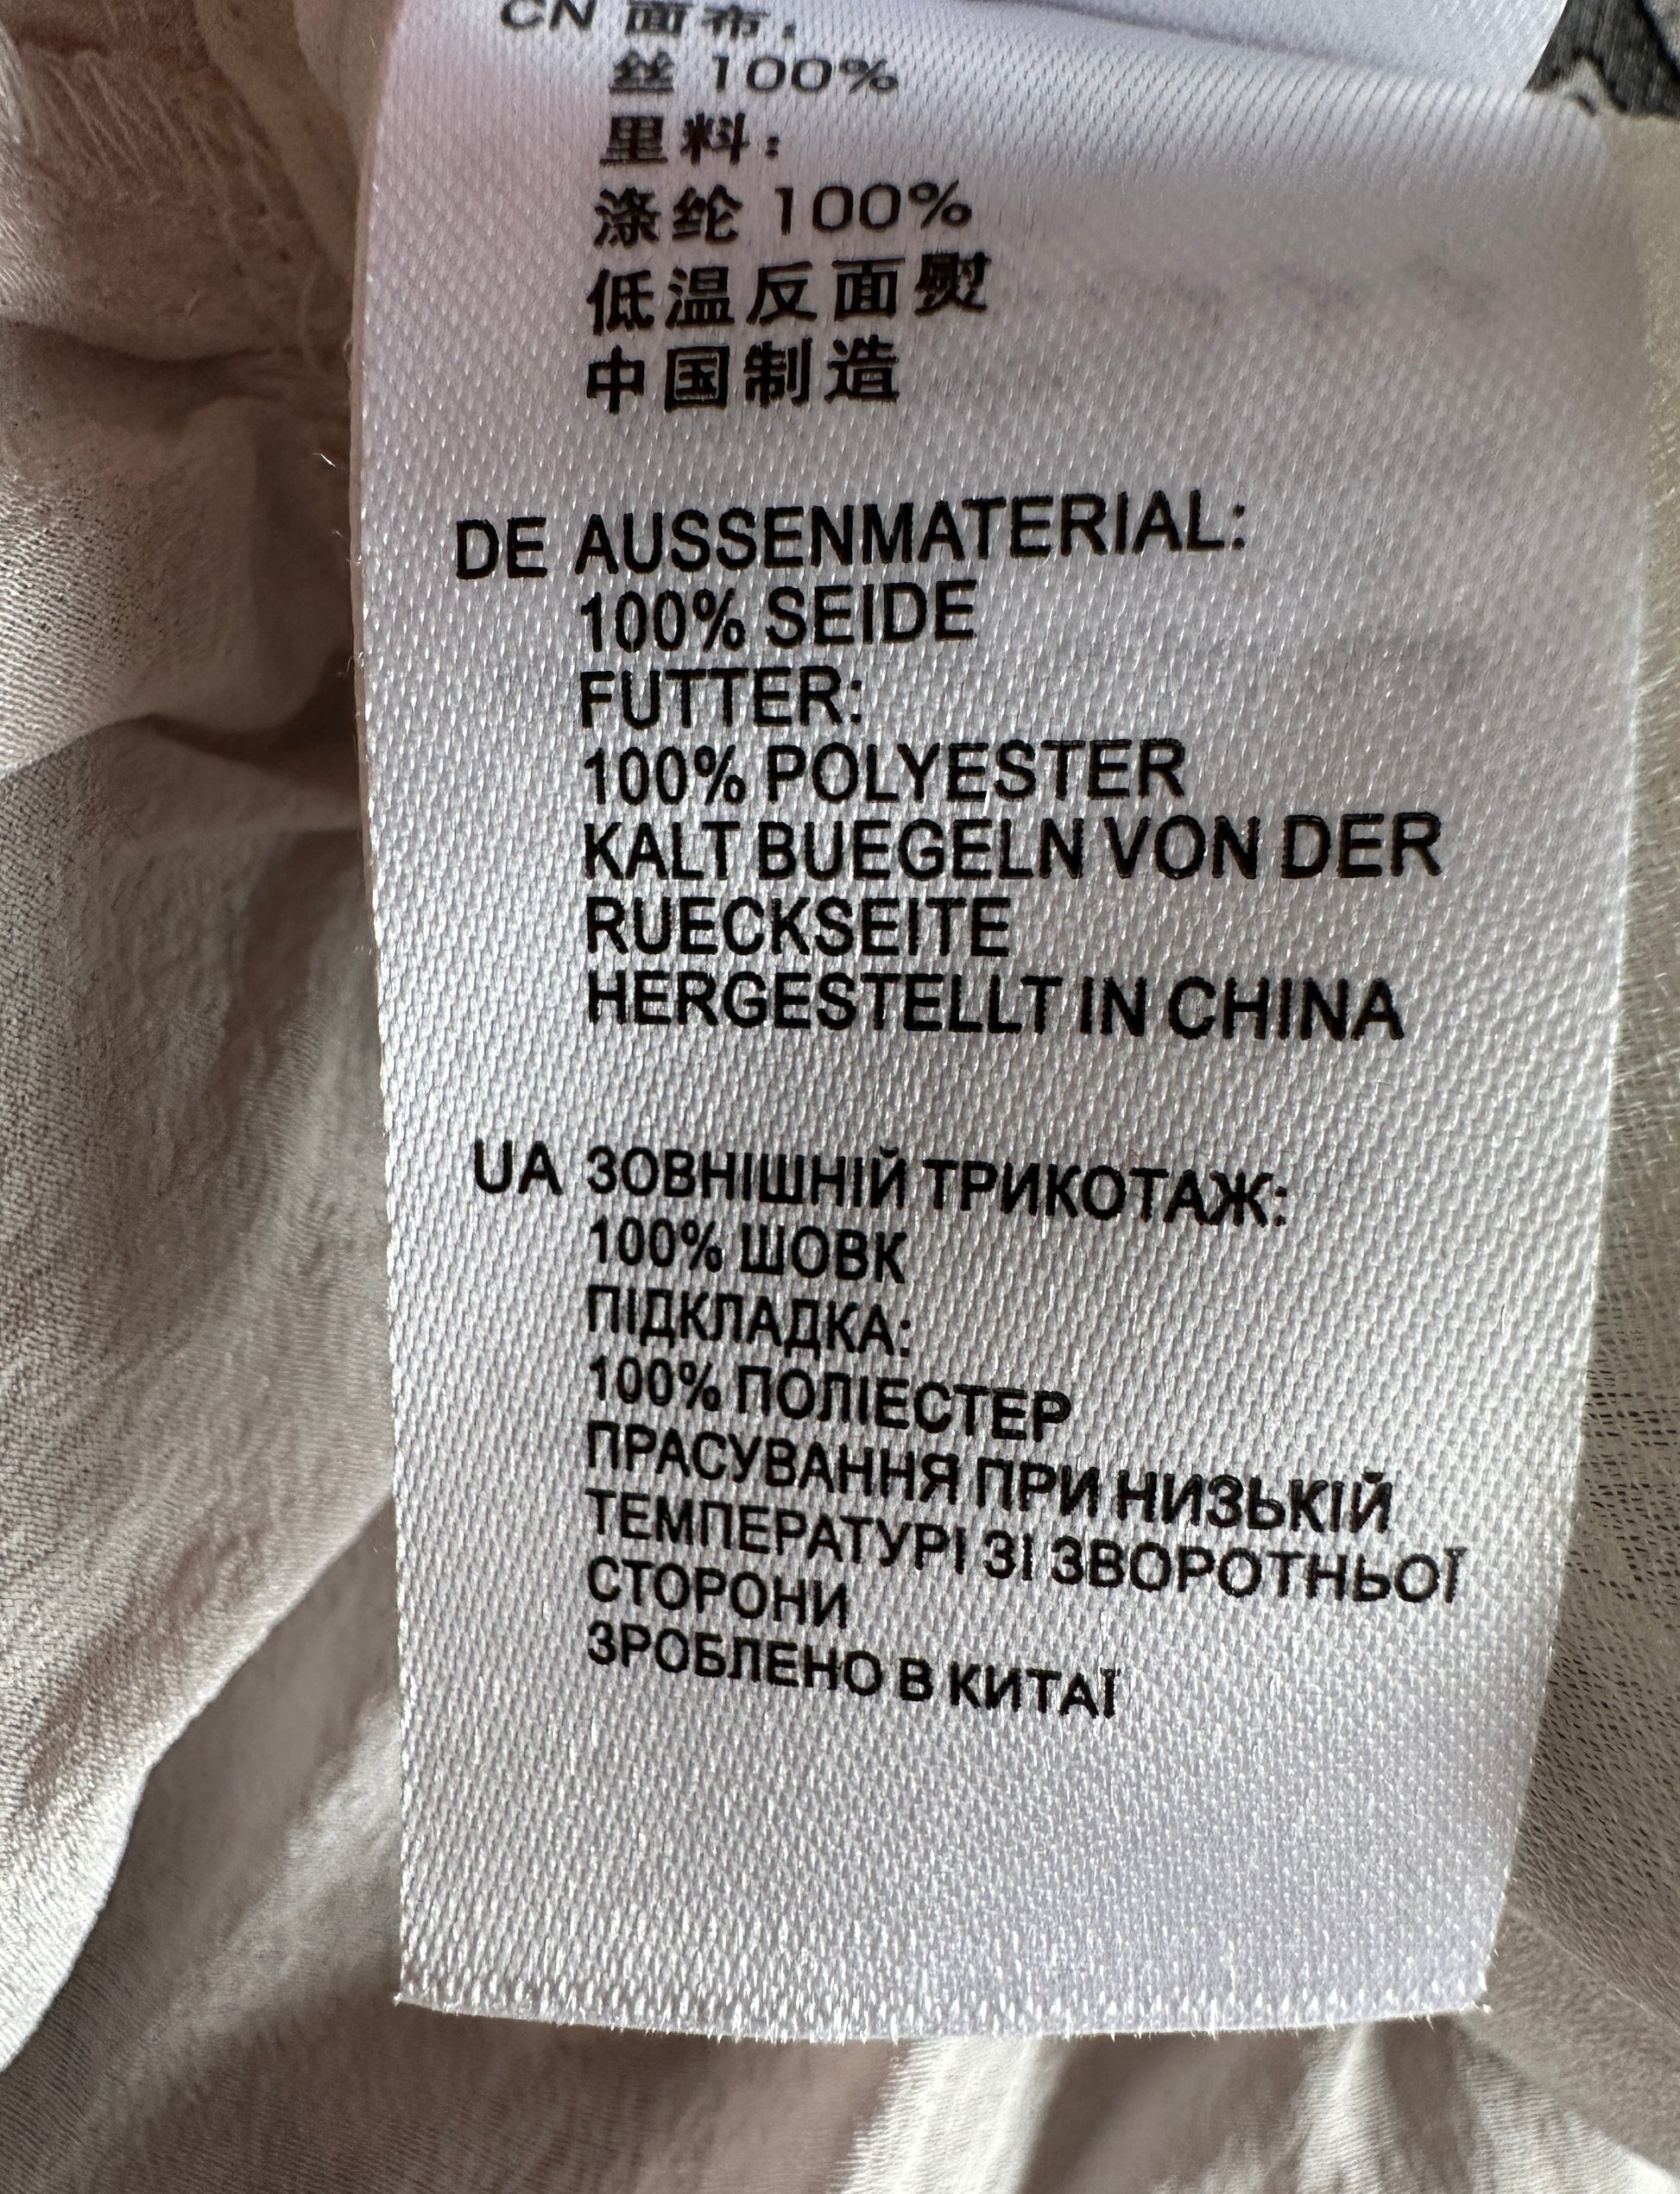 CN 面布:
丝 100%
里料:
涤纶 100%
低温反面熨
中国制造
DE AUSSENMATERIAL:
100% SEIDE
FUTTER:
100% POLYESTER
KALT BUEGELN VON DER
RUECKSEITE
HERGESTELLT IN CHINA
UA ЗОВНІШНІЙ ТРИКОТАЖ:
100% ШОВК
ПІДКЛАДКА:
100% ПОЛІЕСТЕР
ПРАСУВАННЯ ПРИ НИЗЬКІЙ
ТЕМПЕРАТУРІ ЗІ ЗВОРОТНЬОЇ
СТОРОНИ
ЗРОБЛЕНО В КИТАЇ